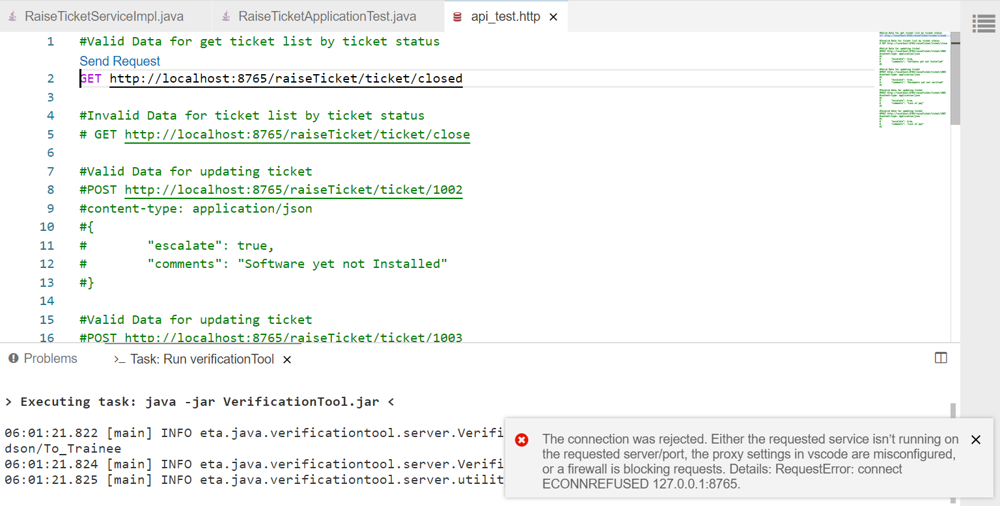 RaiseTicketServiceImpl.java RaiseTicketApplicationTest.java api_test.http
1 #Valid Data for get ticket list by ticket status
Send Request
2 GET http://localhost:8765/raiseTicket/ticket/closed
3
4 #Invalid Data for ticket list by ticket status
5 # GET http://localhost:8765/raiseTicket/ticket/close
6
7 #Valid Data for updating ticket
8 #POST http://localhost:8765/raiseTicket/ticket/1002
9 #content-type: application/json
10 #{
11 # "escalate": true,
12 # "comments": "Software yet not Installed"
13 #}
14
15 #Valid Data for updating ticket
16 #POST http://localhost:8765/raiseTicket/ticket/1003
Problems >_ Task: Run verificationTool
> Executing task: java -jar VerificationTool.jar <
06:01:21.822 [main] INFO eta.java.verificationtool.server.Verifi
dson/To_Trainee
06:01:21.824 [main] INFO eta.java.verificationtool.server.Verifi
06:01:21.825 [main] INFO eta.java.verificationtool.server.utilit
The connection was rejected. Either the requested service isn't running on
the requested server/port, the proxy settings in vscode are misconfigured,
or a firewall is blocking requests. Details: RequestError: connect
ECONNREFUSED 127.0.0.1:8765.